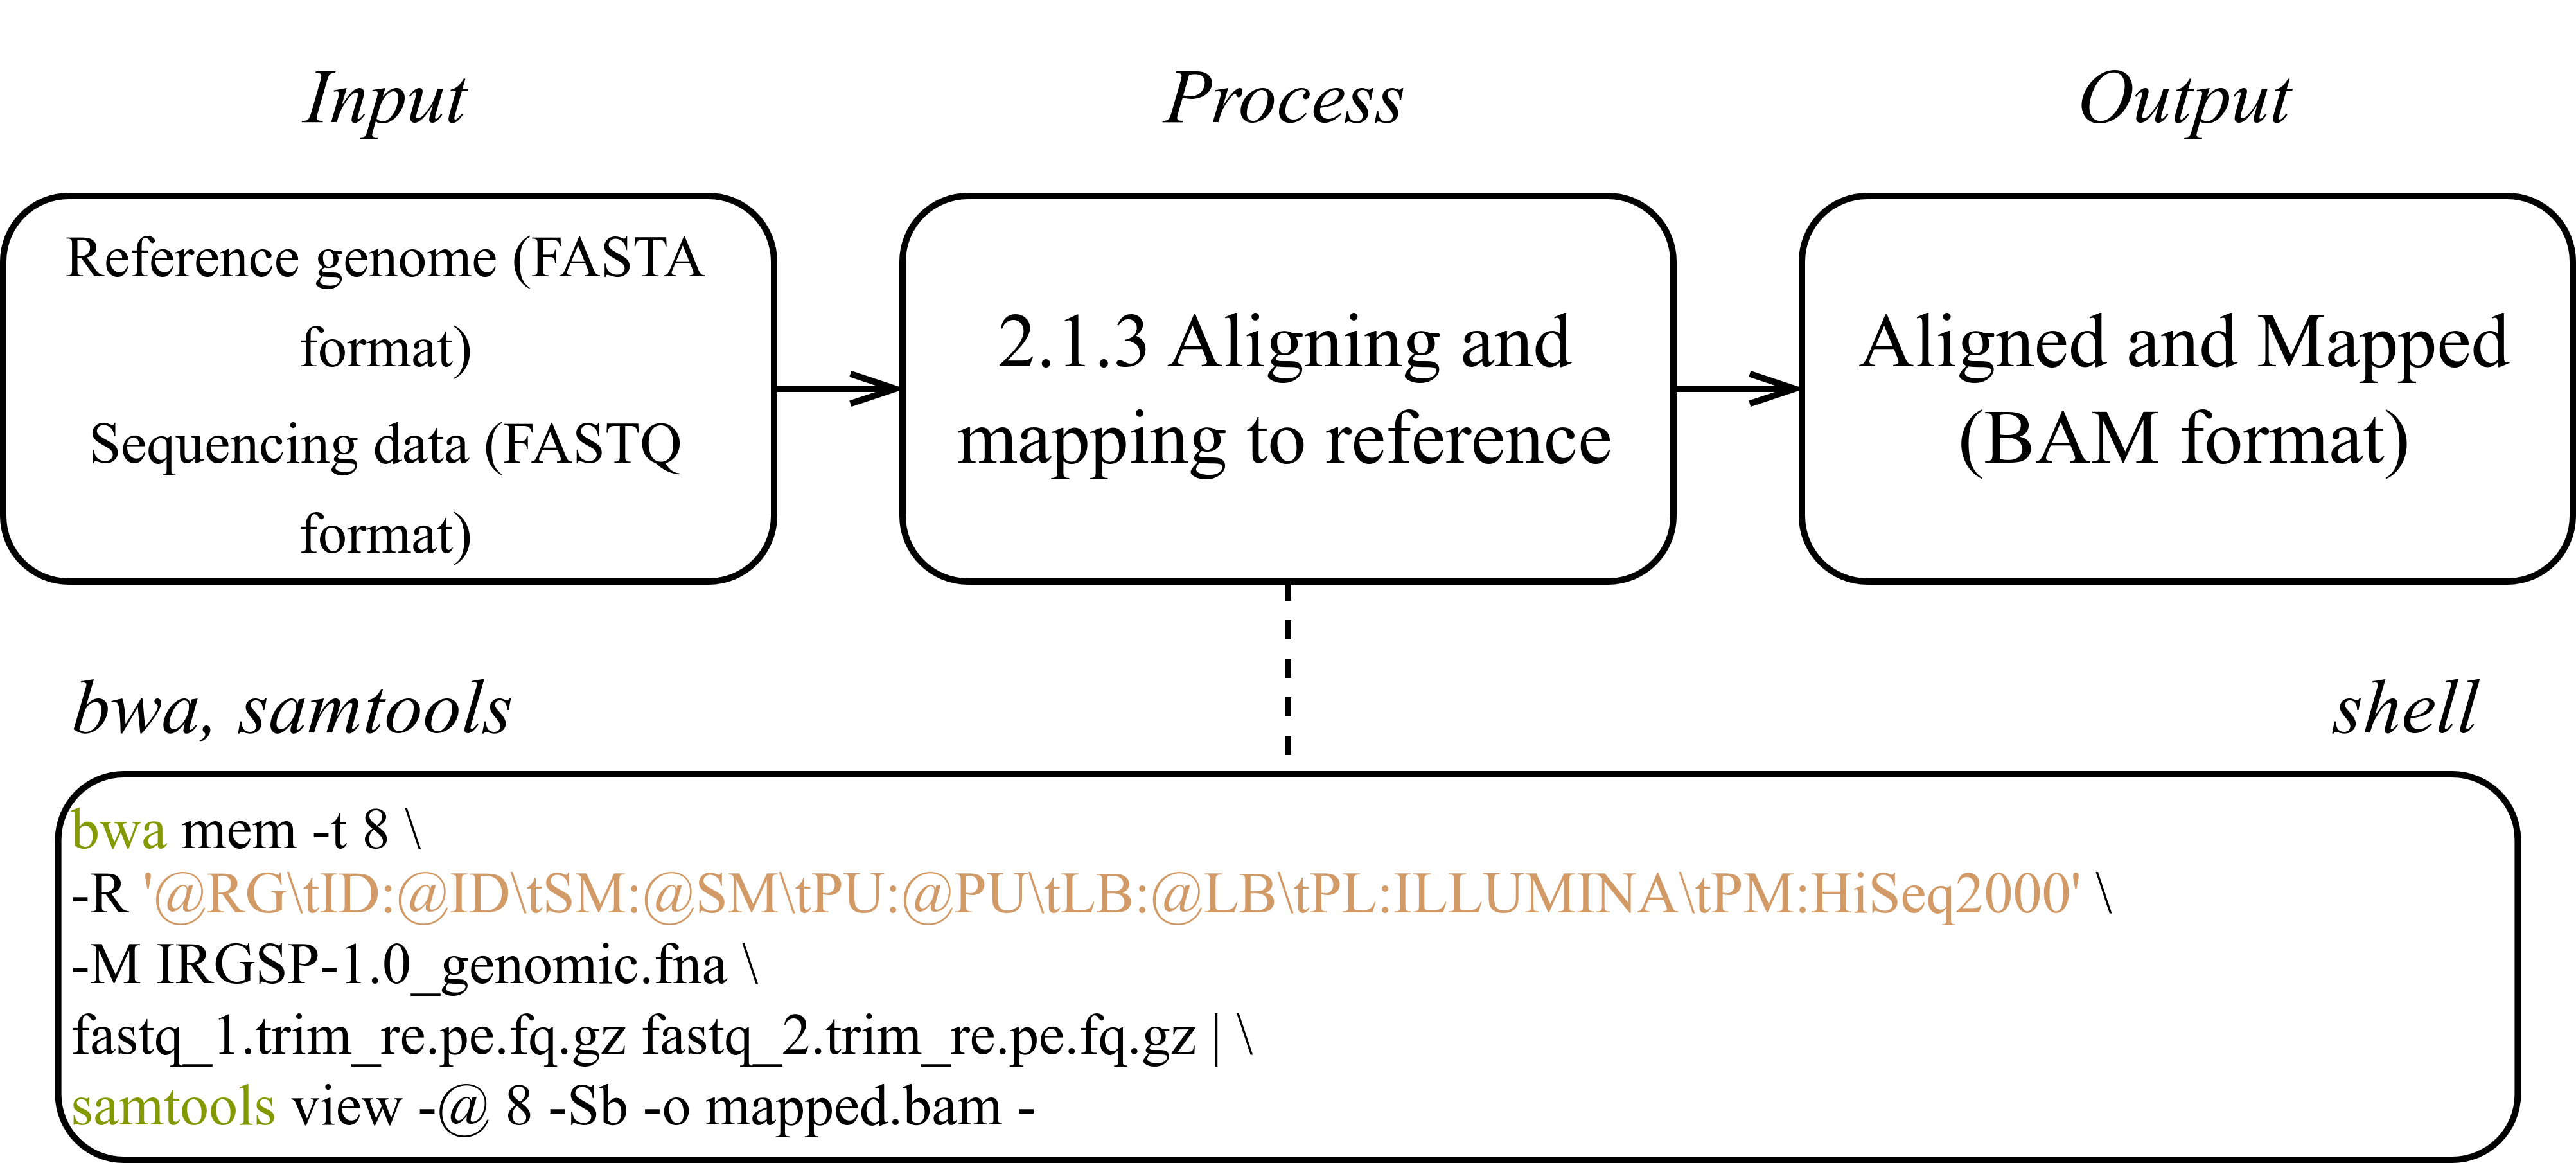 Input
Process
Output
Reference genome (FASTA
format)
Sequencing data (FASTQ
format)
2.1.3 Aligning and
mapping to reference
Aligned and Mapped
(BAM format)
bwa, samtools
shell
bwa mem -t 8 \
-R '@RG\tID:@ID\tSM:@SM\tPU:@PU\tLB:@LB\tPL:ILLUMINA\tPM:HiSeq2000' \
-M IRGSP-1.0_genomic.fna \
fastq_1.trim_re.pe.fq.gz fastq_2.trim_re.pe.fq.gz | \
samtools view -@ 8 -Sb -o mapped.bam -